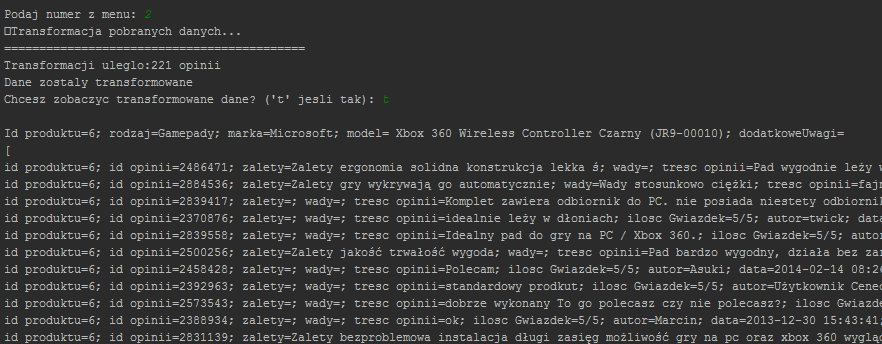 Podaj numer z menu: 2
Transformacja pobranych danych...
===========================================
Transformacji uleglo:221 opinii
Dane zostaly transformowane
Chcesz zobaczyc transformowane dane? ('t' jesli tak): t
Id produktu=6; rodzaj=Gamepady; marka=Microsoft; model= Xbox 360 Wireless Controller Czarny (JR9-00010); dodatkoweUwagi=
[
id produktu=6; id opinii=2486471; zalety=Zalety ergonomia solidna konstrukcja lekka ś; wady=; tresc opinii=Pad wygodnie leży w
id produktu=6; id opinii=2884536; zalety=Zalety gry wykrywają go automatycznie; wady=Wady stosunkowo ciężki; tresc opinii=fajn
id produktu=6; id opinii=2839417; zalety=; wady=; tresc opinii=Komplet zawiera odbiornik do PC. nie posiada niestety odbiornik
id produktu=6; id opinii=2370876; zalety=; wady=; tresc opinii=idealnie leży w dłoniach; ilosc Gwiazdek=5/5; autor=twick; data
id produktu=6; id opinii=2839558; zalety=; wady=; tresc opinii=Idealny pad do gry na PC / Xbox 360.; ilosc Gwiazdek=5/5; auto
id produktu=6; id opinii=2500256; zalety=Zalety jakość trwałość wygoda; wady=; tresc opinii=Pad bardzo wygodny, działa bez zar
id produktu=6; id opinii=2458428; zalety=; wady=; tresc opinii=Polecam; ilosc Gwiazdek=5/5; autor=Asuki; data=2014-02-14 08:26
id produktu=6; id opinii=2392963; zalety=; wady=; tresc opinii=standardowy prodkut; ilosc Gwiazdek=5/5; autor=Użytkownik Ceneo
id produktu=6; id opinii=2573543; zalety=; wady=; tresc opinii=dobrze wykonany To go polecasz czy nie polecasz?; ilosc Gwiazde
id produktu=6; id opinii=2388934; zalety=; wady=; tresc opinii=ok; ilosc Gwiazdek=5/5; autor=Marcin; data=2013-12-30 15:43:41;
id produktu=6; id opinii=2831139; zalety=Zalety bezproblemowa instalacja długi zasięg możliwość gry na pc oraz xbox 360 wygląd